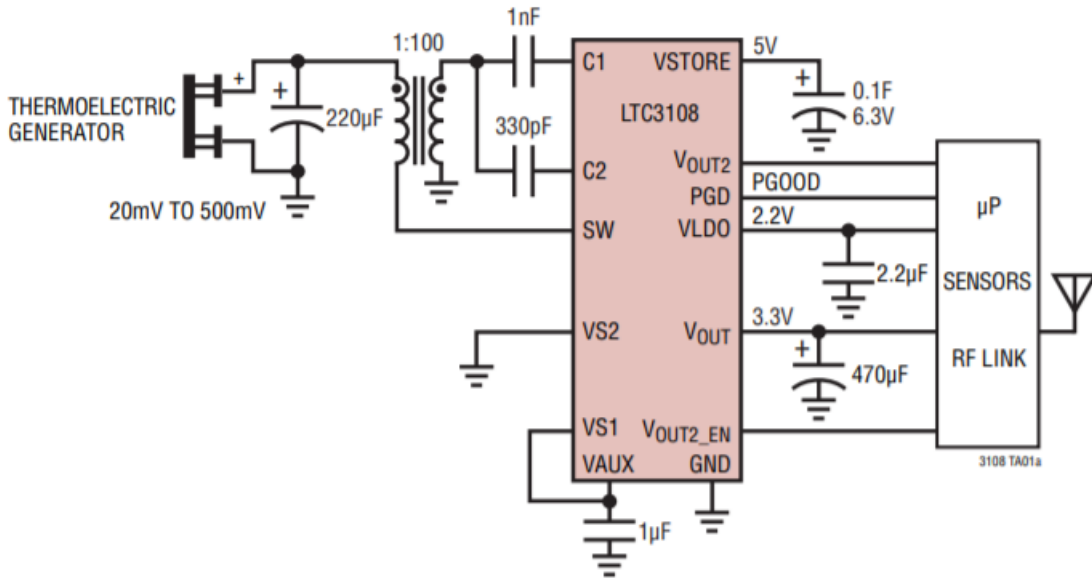 1nF
1:100
C1
VSTORE
5V
+
+
+
0.1F
6.3V
THERMOELECTRIC
GENERATOR
220µF
LTC3108
330pF
C2
VOUT2
PGOOD
PGD
µP
20mV TO 500mV
SW
VLDO
2.2V
2.2µF
SENSORS
VS2
VOUT
3.3V
+
470µF
RF LINK
VS1
VOUT2_EN
VAUX
GND
3108 TA01a
1µF